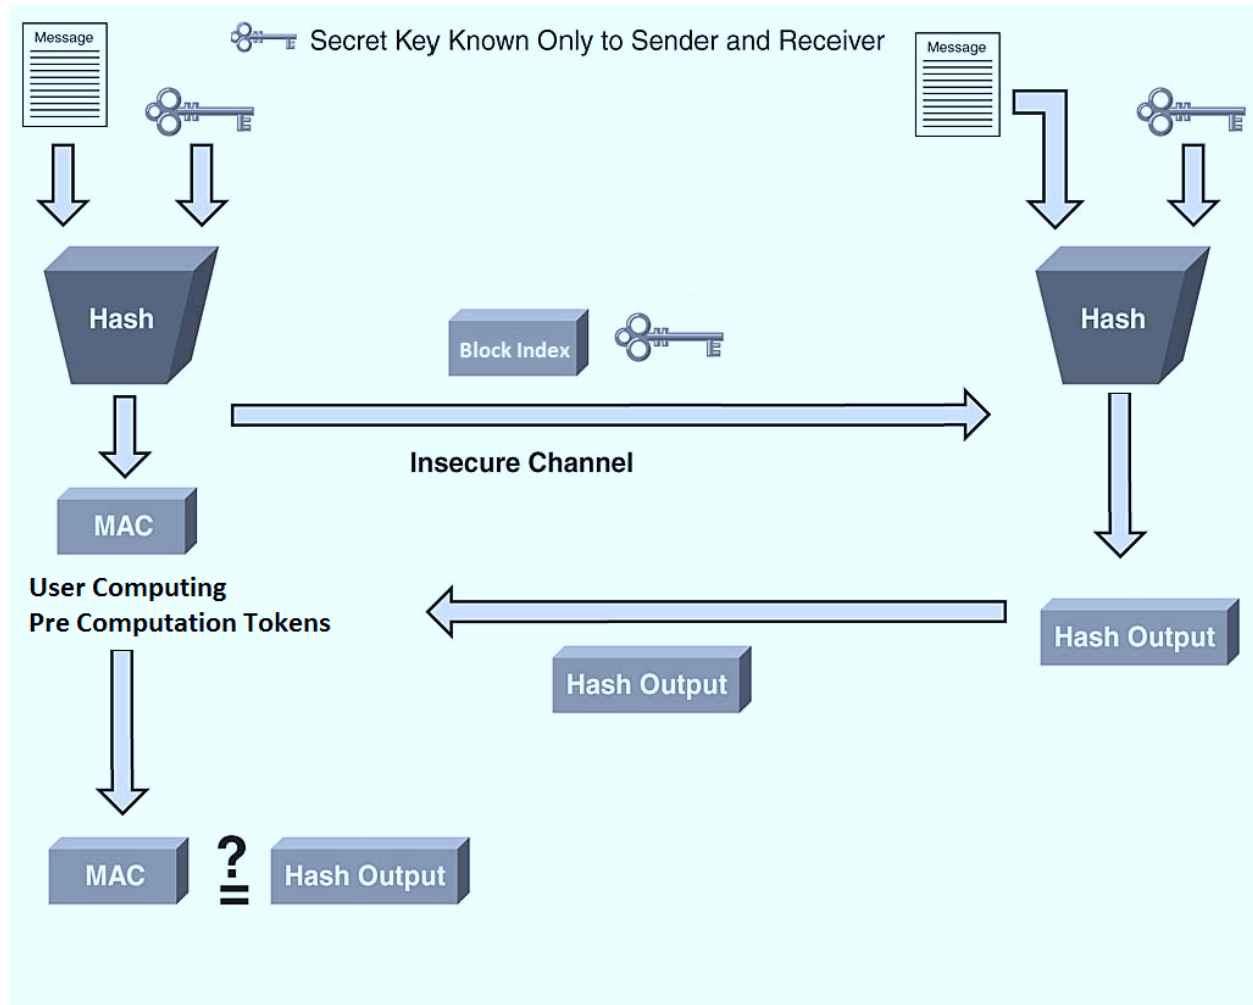 Message
Secret Key Known Only to Sender and Receiver
Message
Hash
Hash
Block Index
Insecure Channel
MAC
User Computing
Pre Computation Tokens
Hash Output
Hash Output
MAC
?
=
Hash Output